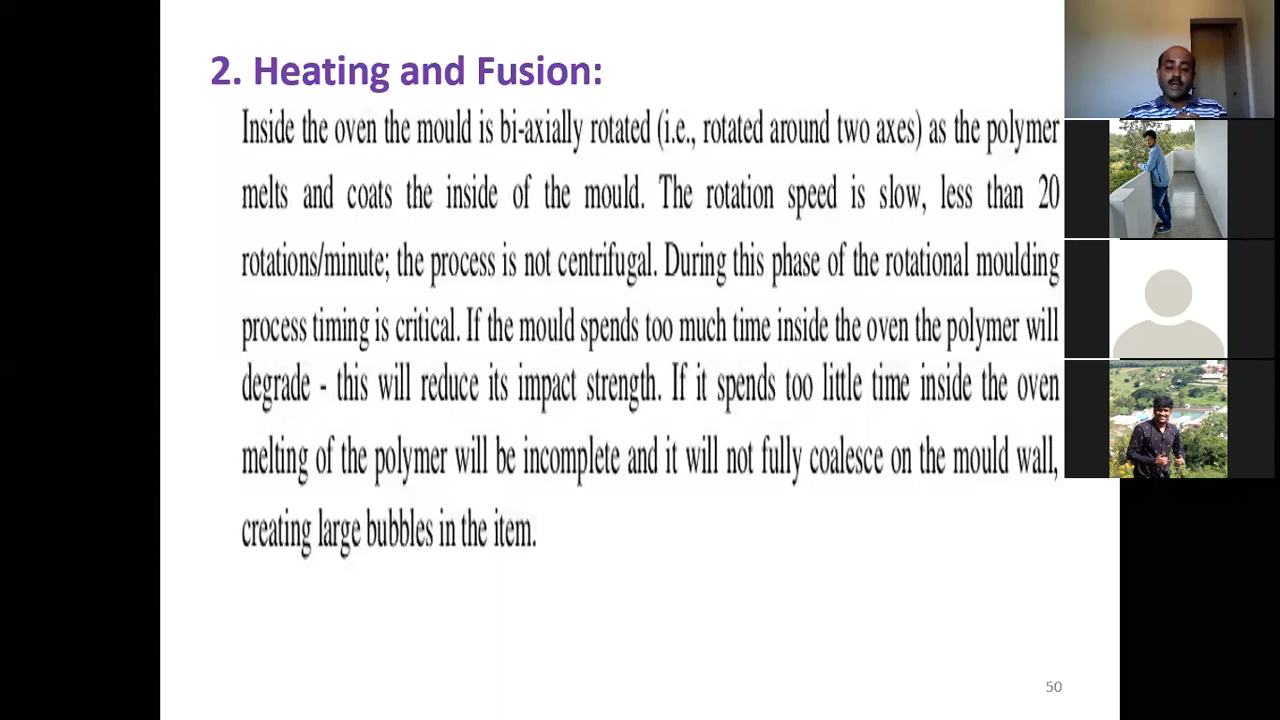 2. Heating and Fusion:
Inside the oven the mould is bi-axially rotated (i.e., rotated around two axes) as the polymer
melts and coats the inside of the mould. The rotation speed is slow, less than 20
rotations/minute; the process is not centrifugal. During this phase of the rotational moulding
process timing is critical. If the mould spends too much time inside the oven the polymer will
degrade - this will reduce its impact strength. If it spends too little time inside the oven
melting of the polymer will be incomplete and it will not fully coalesce on the mould wall,
creating large bubbles in the item.
50